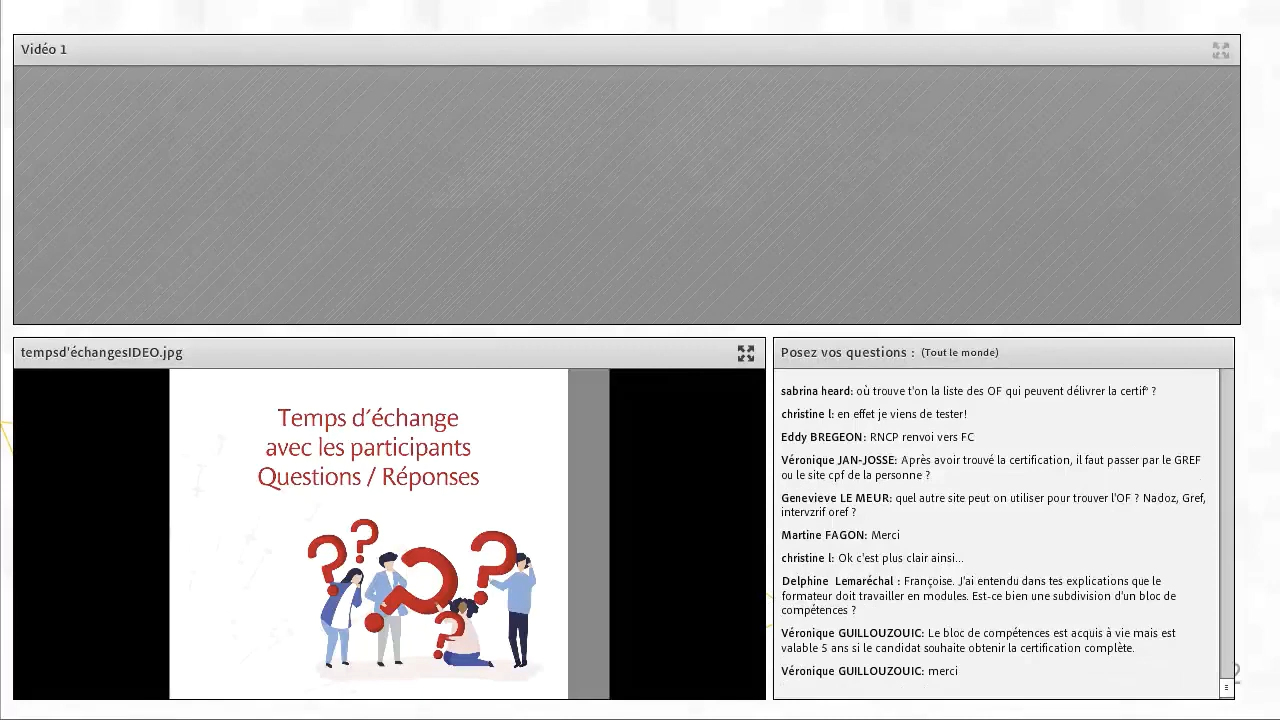 Vidéo 1
tempsd'échangesIDEO.jpg
Temps d'échange
avec les participants
Questions / Réponses
Posez vos questions : (Tout le monde)
sabrina heard: où trouve t'on la liste des OF qui peuvent délivrer la certif° ?
christine l: en effet je viens de tester!
Eddy BREGEON: RNCP renvoi vers FC
Véronique JAN-JOSSE: Après avoir trouvé la certification, il faut passer par le GREF
ou le site cpf de la personne ?
Genevieve LE MEUR: quel autre site peut on utiliser pour trouver l'OF ? Nadoz, Gref,
intervzrif oref ?
Martine FAGON: Merci
christine l: Ok c'est plus clair ainsi...
Delphine Lemaréchal : Françoise. J'ai entendu dans tes explications que le
formateur doit travailler en modules. Est-ce bien une subdivision d'un bloc de
compétences ?
Véronique GUILLOUZOUIC: Le bloc de compétences est acquis à vie mais est
valable 5 ans si le candidat souhaite obtenir la certification complète.
Véronique GUILLOUZOUIC: merci